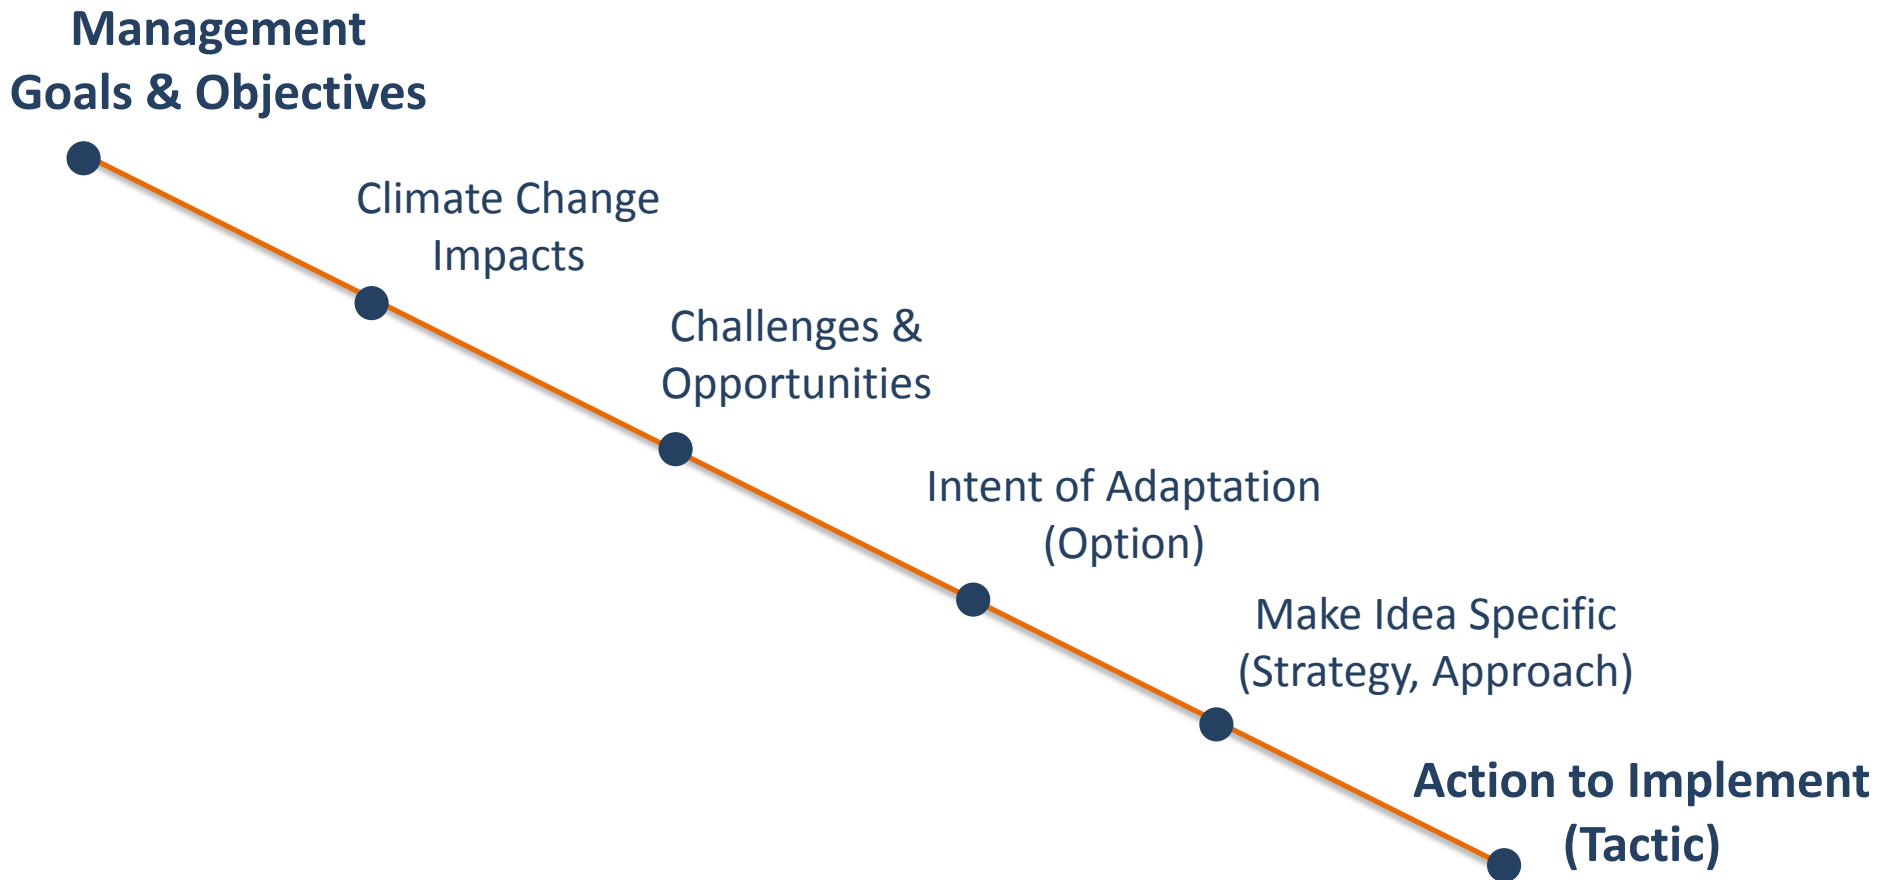 Management
Goals & Objectives
Climate Change
Impacts
Challenges &
Opportunities
Intent of Adaptation
(Option)
Make Idea Specific
(Strategy, Approach)
Action to Implement
(Tactic)